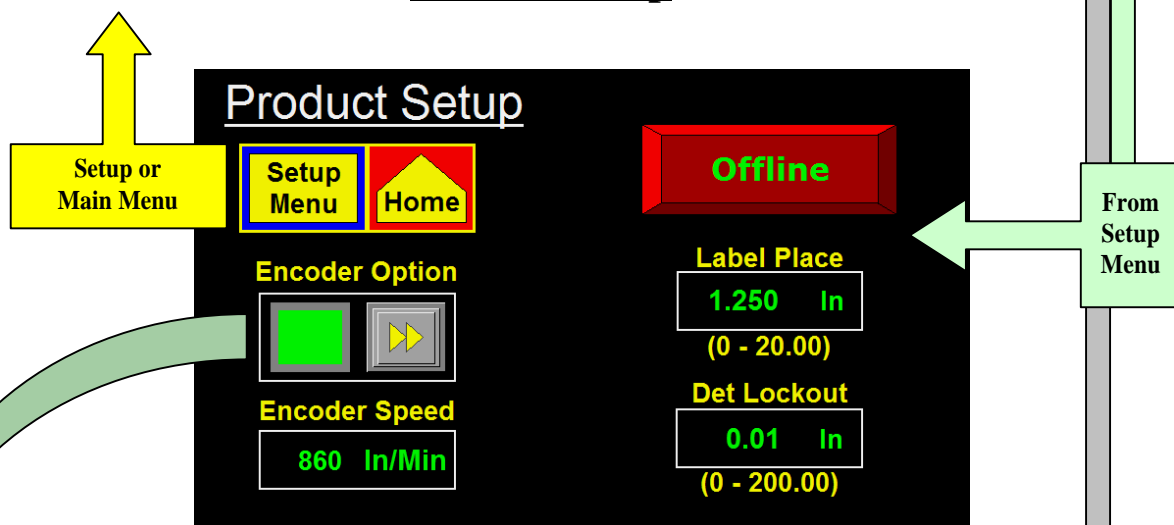 Product Setup
Setup or
Main Menu
Setup
Menu
Home
Offline
From
Setup
Menu
Encoder Option
Label Place
1.250 In
(0 - 20.00)
Encoder Speed
860 In/Min
Det Lockout
0.01 In
(0 - 200.00)